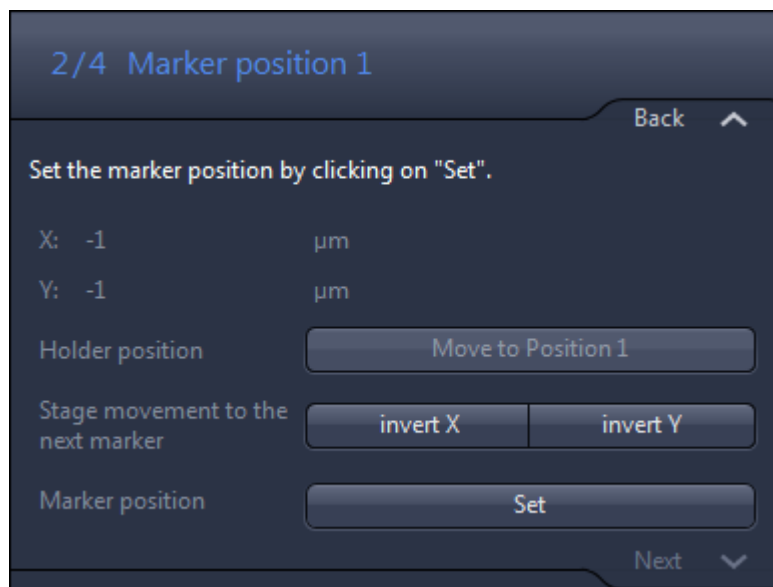 2/4 Marker position 1
Back
Set the marker position by clicking on "Set".
X: -1 µm
Y: -1 µm
Holder position Move to Position 1
Stage movement to the
next marker
invert X invert Y
Marker position Set
Next